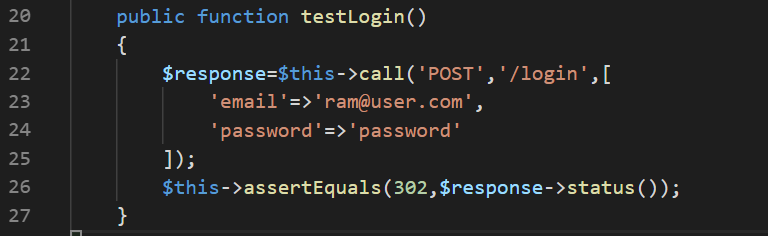 20 public function testLogin()
21 {
22 $response=$this->call('POST','/login',[
23 'email'=>'ram@user.com',
24 'password'=>'password'
25 ]);
26 $this->assertEquals(302,$response->status());
27 }